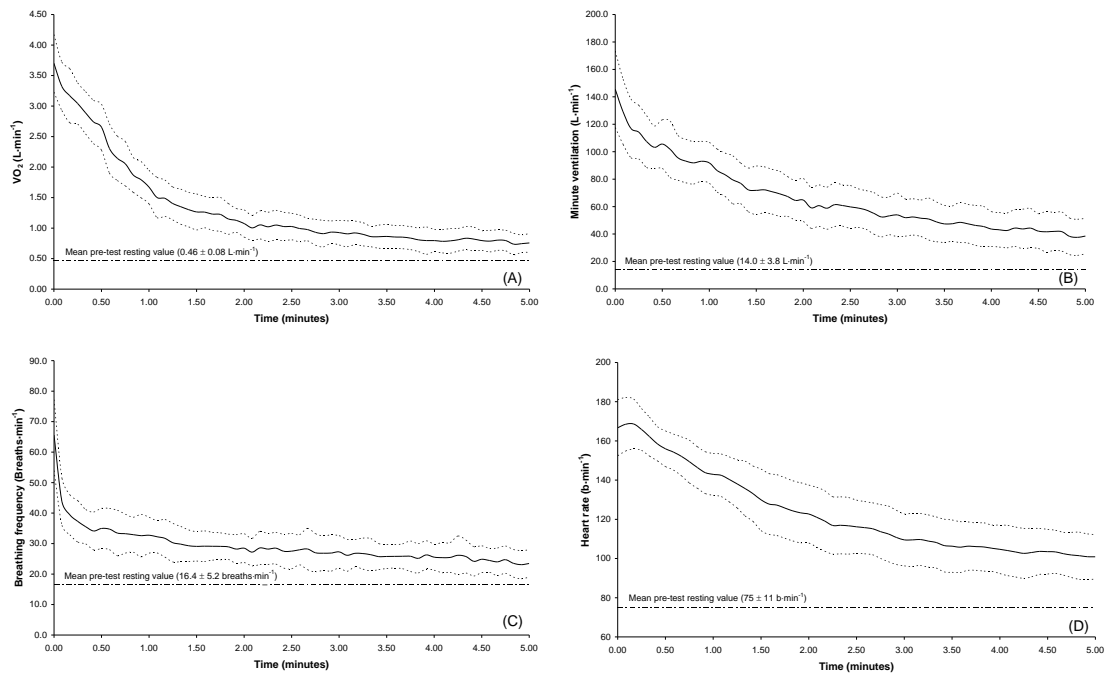 4.50
4.00
3.50
3.00
2.50
2.00
1.50
1.00
0.50
0.00
VO₂ (L·min⁻¹)
Mean pre-test resting value (0.46 ± 0.08 L·min⁻¹)
(A)
0.00 0.50 1.00 1.50 2.00 2.50 3.00 3.50 4.00 4.50 5.00
Time (minutes)
200.0
180.0
160.0
140.0
120.0
100.0
80.0
60.0
40.0
20.0
0.0
Minute ventilation (L·min⁻¹)
Mean pre-test resting value (14.0 ± 3.8 L·min⁻¹)
(B)
0.00 0.50 1.00 1.50 2.00 2.50 3.00 3.50 4.00 4.50 5.00
Time (minutes)
90.0
80.0
70.0
60.0
50.0
40.0
30.0
20.0
10.0
0.0
Breathing frequency (Breaths·min⁻¹)
Mean pre-test resting value (16.4 ± 5.2 breaths·min⁻¹)
(C)
0.00 0.50 1.00 1.50 2.00 2.50 3.00 3.50 4.00 4.50 5.00
Time (minutes)
200
180
160
140
120
100
80
60
Heart rate (b·min⁻¹)
Mean pre-test resting value (75 ± 11 b·min⁻¹)
(D)
0.00 0.50 1.00 1.50 2.00 2.50 3.00 3.50 4.00 4.50 5.00
Time (minutes)